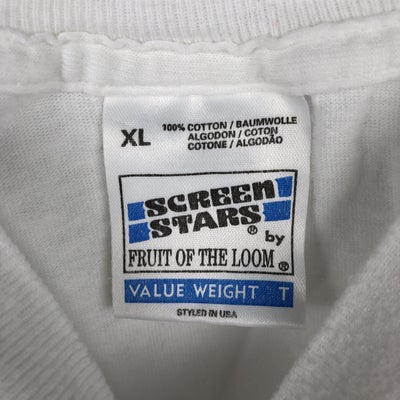 XL
100% COTTON / BAUMWOLLE
ALGODON / COTON
COTONE / ALGODÃO
SCREEN
STARS®
by
FRUIT OF THE LOOM®
VALUE WEIGHT T
STYLED IN USA